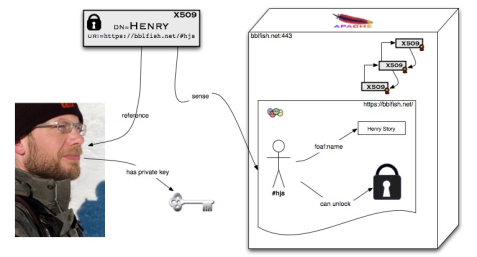 X509
DN=HENRY
URI=https://bblfish.net/#hjs
reference
sense
has private key
APACHE
bblfish.net:443
X509
X509
X509
https://bblfish.net/
foaf:name
Henry Story
#hjs
can unlock